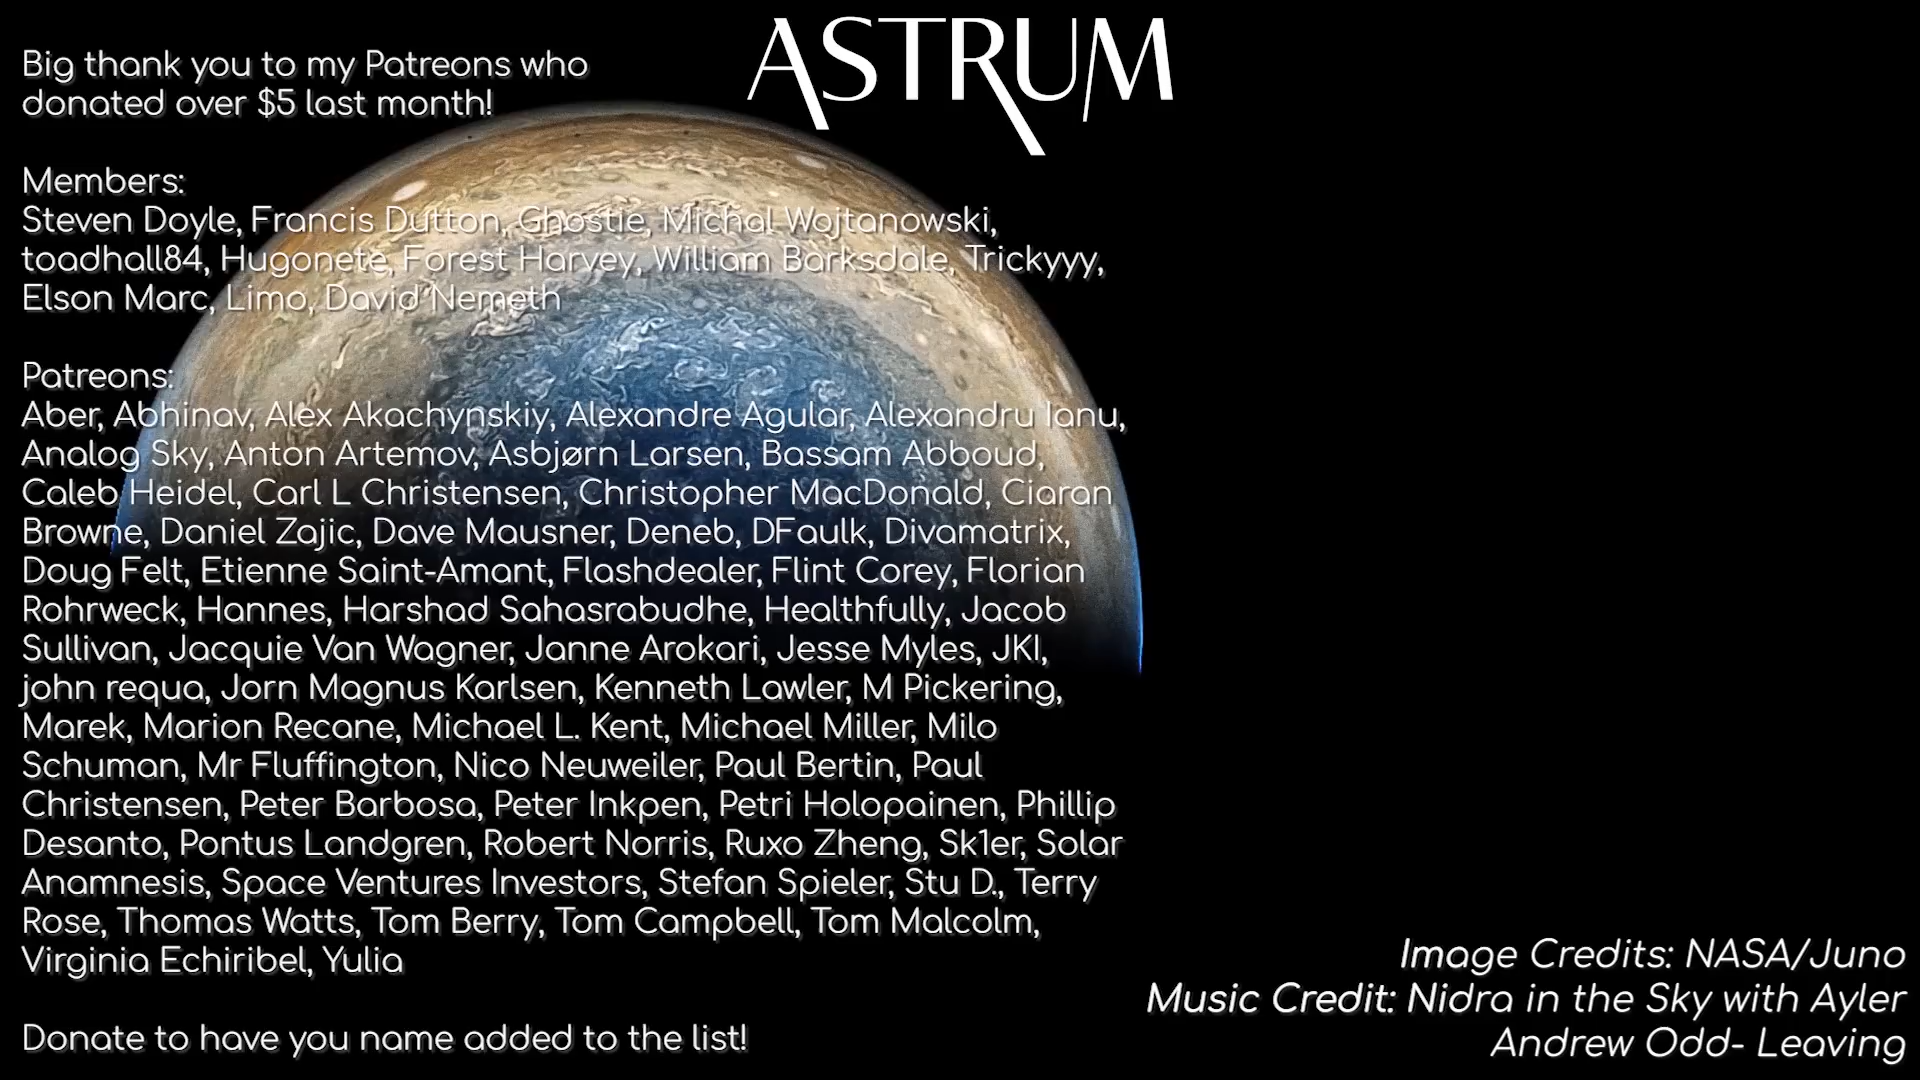 ASTRUM
Big thank you to my Patreons who
donated over $5 last month!
Members:
Steven Doyle, Francis Dutton, Ghostie, Michal Wojtanowski,
toadhall84, Hugonete, Forest Harvey, William Barksdale, Trickyyy,
Elson Marc, Limo, David Nemeth
Patreons:
Aber, Abhinav, Alex Akachynskiy, Alexandre Agular, Alexandru Ianu,
Analog Sky, Anton Artemov, Asbjørn Larsen, Bassam Abboud,
Caleb Heidel, Carl L Christensen, Christopher MacDonald, Ciaran
Browne, Daniel Zajic, Dave Mausner, Deneb, DFaulk, Divamatrix,
Doug Felt, Etienne Saint-Amant, Flashdealer, Flint Corey, Florian
Rohrweck, Hannes, Harshad Sahasrabudhe, Healthfully, Jacob
Sullivan, Jacquie Van Wagner, Janne Arokari, Jesse Myles, JKI,
john requa, Jorn Magnus Karlsen, Kenneth Lawler, M Pickering,
Marek, Marion Recane, Michael L. Kent, Michael Miller, Milo
Schuman, Mr Fluffington, Nico Neuweiler, Paul Bertin, Paul
Christensen, Peter Barbosa, Peter Inkpen, Petri Holopainen, Phillip
Desanto, Pontus Landgren, Robert Norris, Ruxo Zheng, Sk1er, Solar
Anamnesis, Space Ventures Investors, Stefan Spieler, Stu D., Terry
Rose, Thomas Watts, Tom Berry, Tom Campbell, Tom Malcolm,
Virginia Echiribel, Yulia
Donate to have you name added to the list!
Image Credits: NASA/Juno
Music Credit: Nidra in the Sky with Ayler
Andrew Odd- Leaving